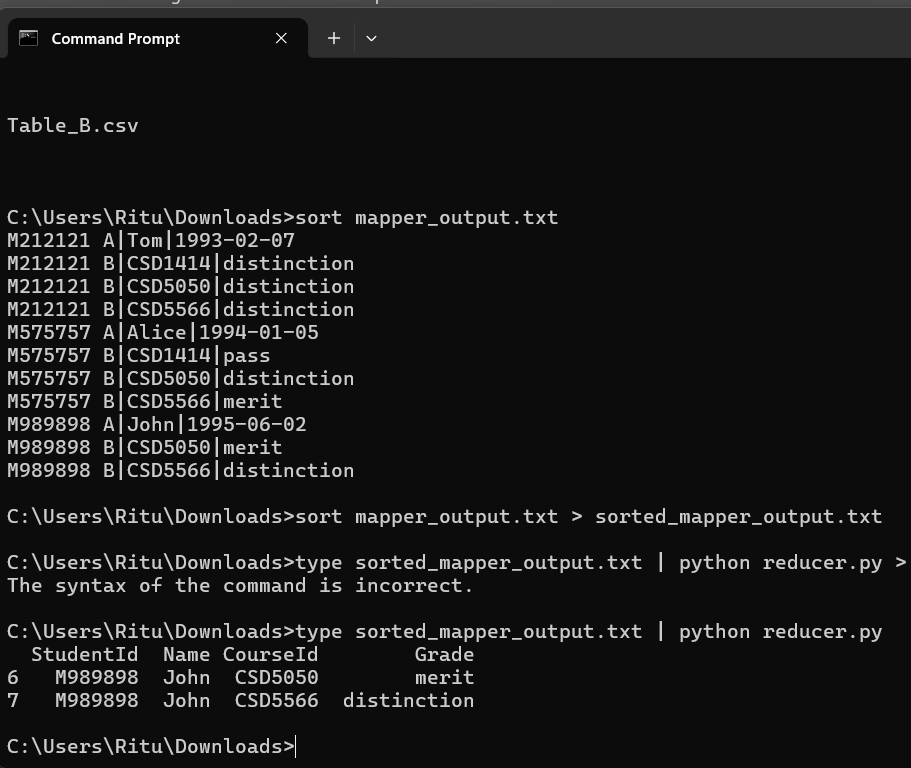 Command Prompt
Table_B.csv
C:\Users\Ritu\Downloads>sort mapper_output.txt
M212121 A|Tom|1993-02-07
M212121 B|CSD1414|distinction
M212121 B|CSD5050|distinction
M212121 B|CSD5566|distinction
M575757 A|Alice|1994-01-05
M575757 B|CSD1414|pass
M575757 B|CSD5050|distinction
M575757 B|CSD5566|merit
M989898 A|John|1995-06-02
M989898 B|CSD5050|merit
M989898 B|CSD5566|distinction
C:\Users\Ritu\Downloads>sort mapper_output.txt > sorted_mapper_output.txt
C:\Users\Ritu\Downloads>type sorted_mapper_output.txt | python reducer.py >
The syntax of the command is incorrect.
C:\Users\Ritu\Downloads>type sorted_mapper_output.txt | python reducer.py
  StudentId  Name CourseId        Grade
6   M989898  John  CSD5050        merit
7   M989898  John  CSD5566  distinction
C:\Users\Ritu\Downloads>